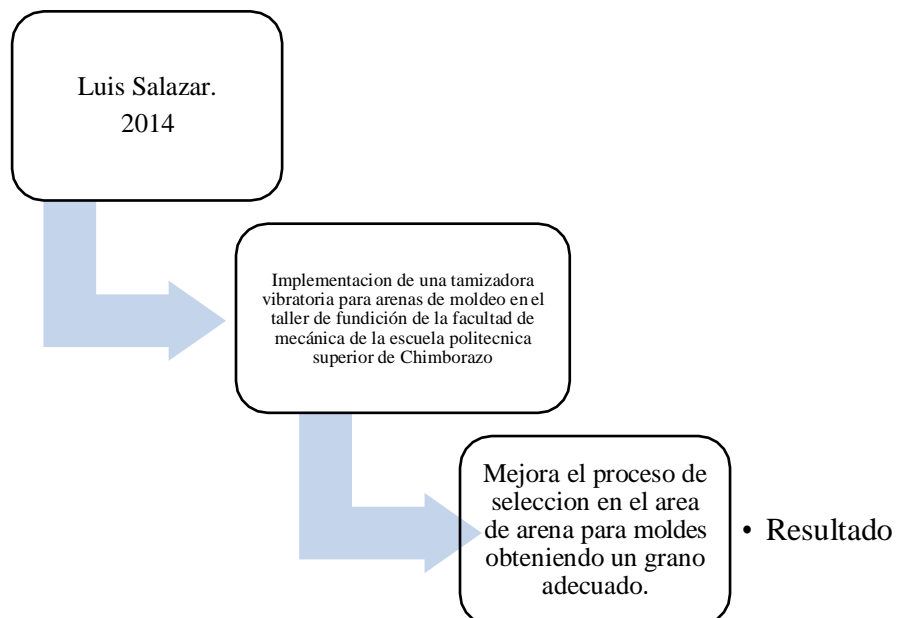 Luis Salazar.
2014
Implementacion de una tamizadora
vibratoria para arenas de moldeo en el
taller de fundición de la facultad de
mecánica de la escuela politecnica
superior de Chimborazo
Mejora el proceso de
seleccion en el area
de arena para moldes
obteniendo un grano
adecuado.
• Resultado